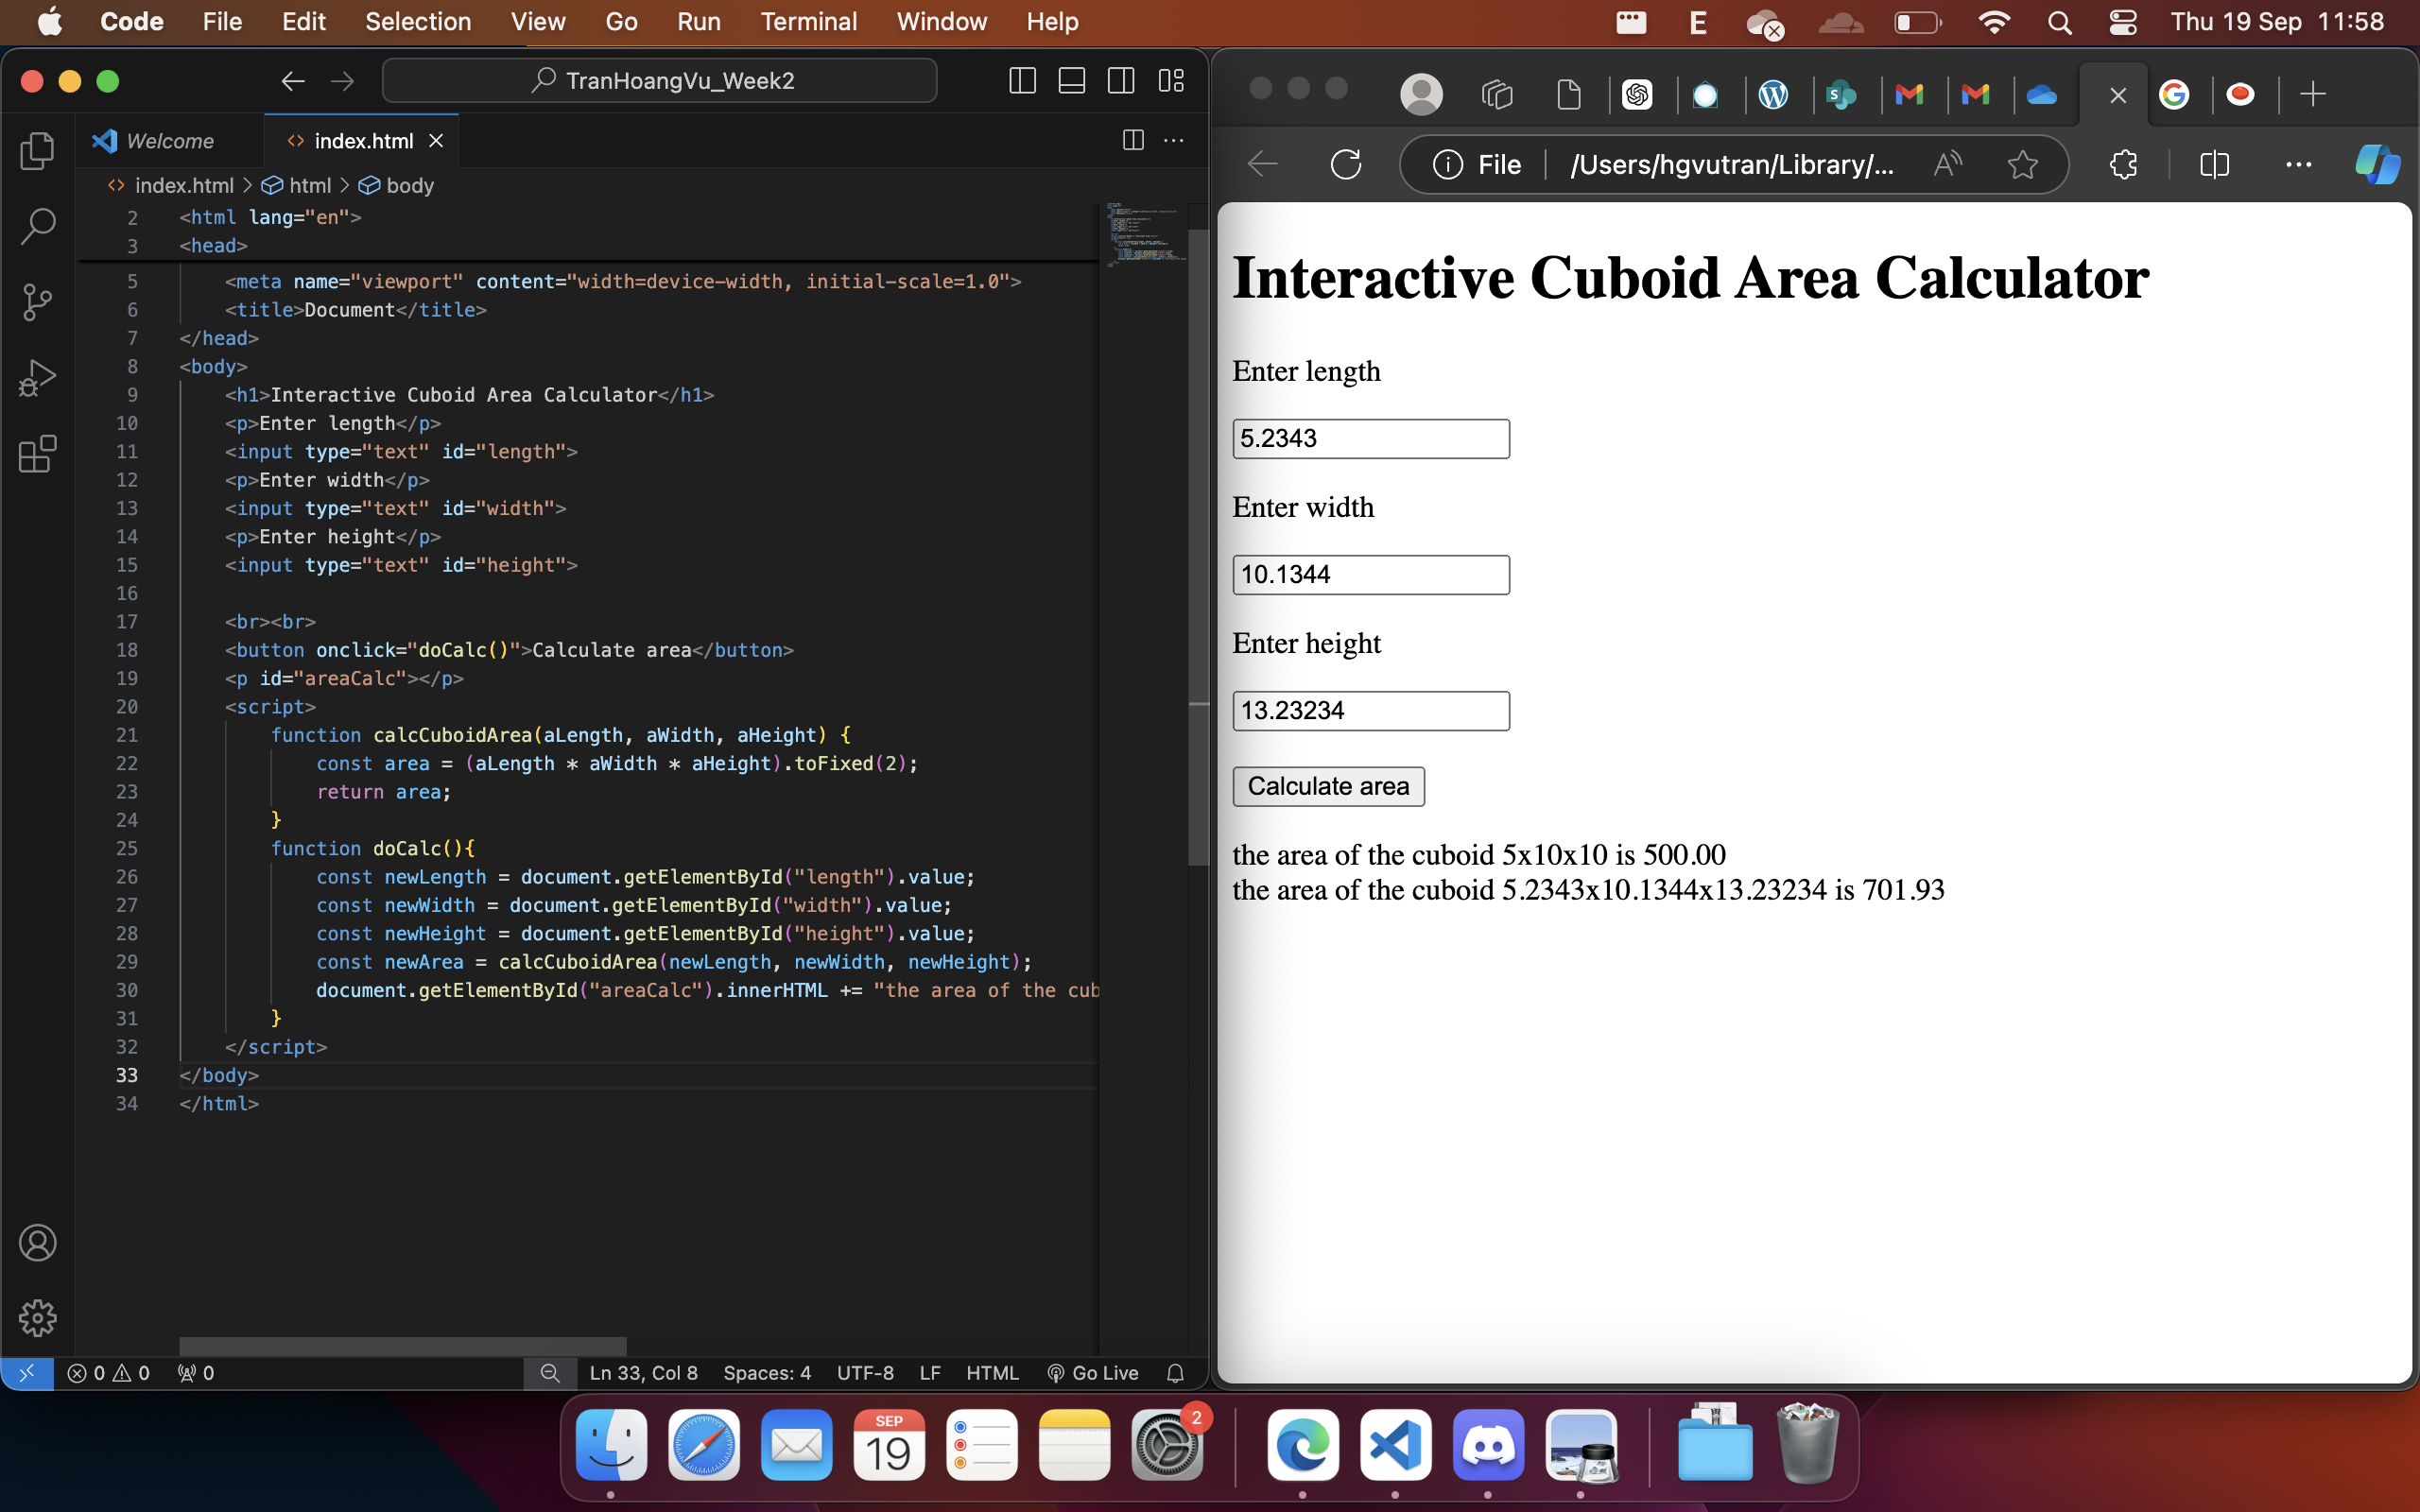 Code File Edit Selection View Go Run Terminal Window Help E Thu 19 Sep 11:58
TranHoangVu_Week2
Welcome index.html
index.html > html > body
2 <html lang="en">
3 <head>
5 <meta name="viewport" content="width=device-width, initial-scale=1.0">
6 <title>Document</title>
7 </head>
8 <body>
9 <h1>Interactive Cuboid Area Calculator</h1>
10 <p>Enter length</p>
11 <input type="text" id="length">
12 <p>Enter width</p>
13 <input type="text" id="width">
14 <p>Enter height</p>
15 <input type="text" id="height">
16
17 <br><br>
18 <button onclick="doCalc()">Calculate area</button>
19 <p id="areaCalc"></p>
20 <script>
21 function calcCuboidArea(aLength, aWidth, aHeight) {
22 const area = (aLength * aWidth * aHeight).toFixed(2);
23 return area;
24 }
25 function doCalc(){
26 const newLength = document.getElementById("length").value;
27 const newWidth = document.getElementById("width").value;
28 const newHeight = document.getElementById("height").value;
29 const newArea = calcCuboidArea(newLength, newWidth, newHeight);
30 document.getElementById("areaCalc").innerHTML += "the area of the cub
31 }
32 </script>
33 </body>
34 </html>
0 0 0 Ln 33, Col 8 Spaces: 4 UTF-8 LF HTML Go Live
File /Users/hgvutran/Library/...
Interactive Cuboid Area Calculator
Enter length
5.2343
Enter width
10.1344
Enter height
13.23234
Calculate area
the area of the cuboid 5x10x10 is 500.00
the area of the cuboid 5.2343x10.1344x13.23234 is 701.93
SEP
19
2